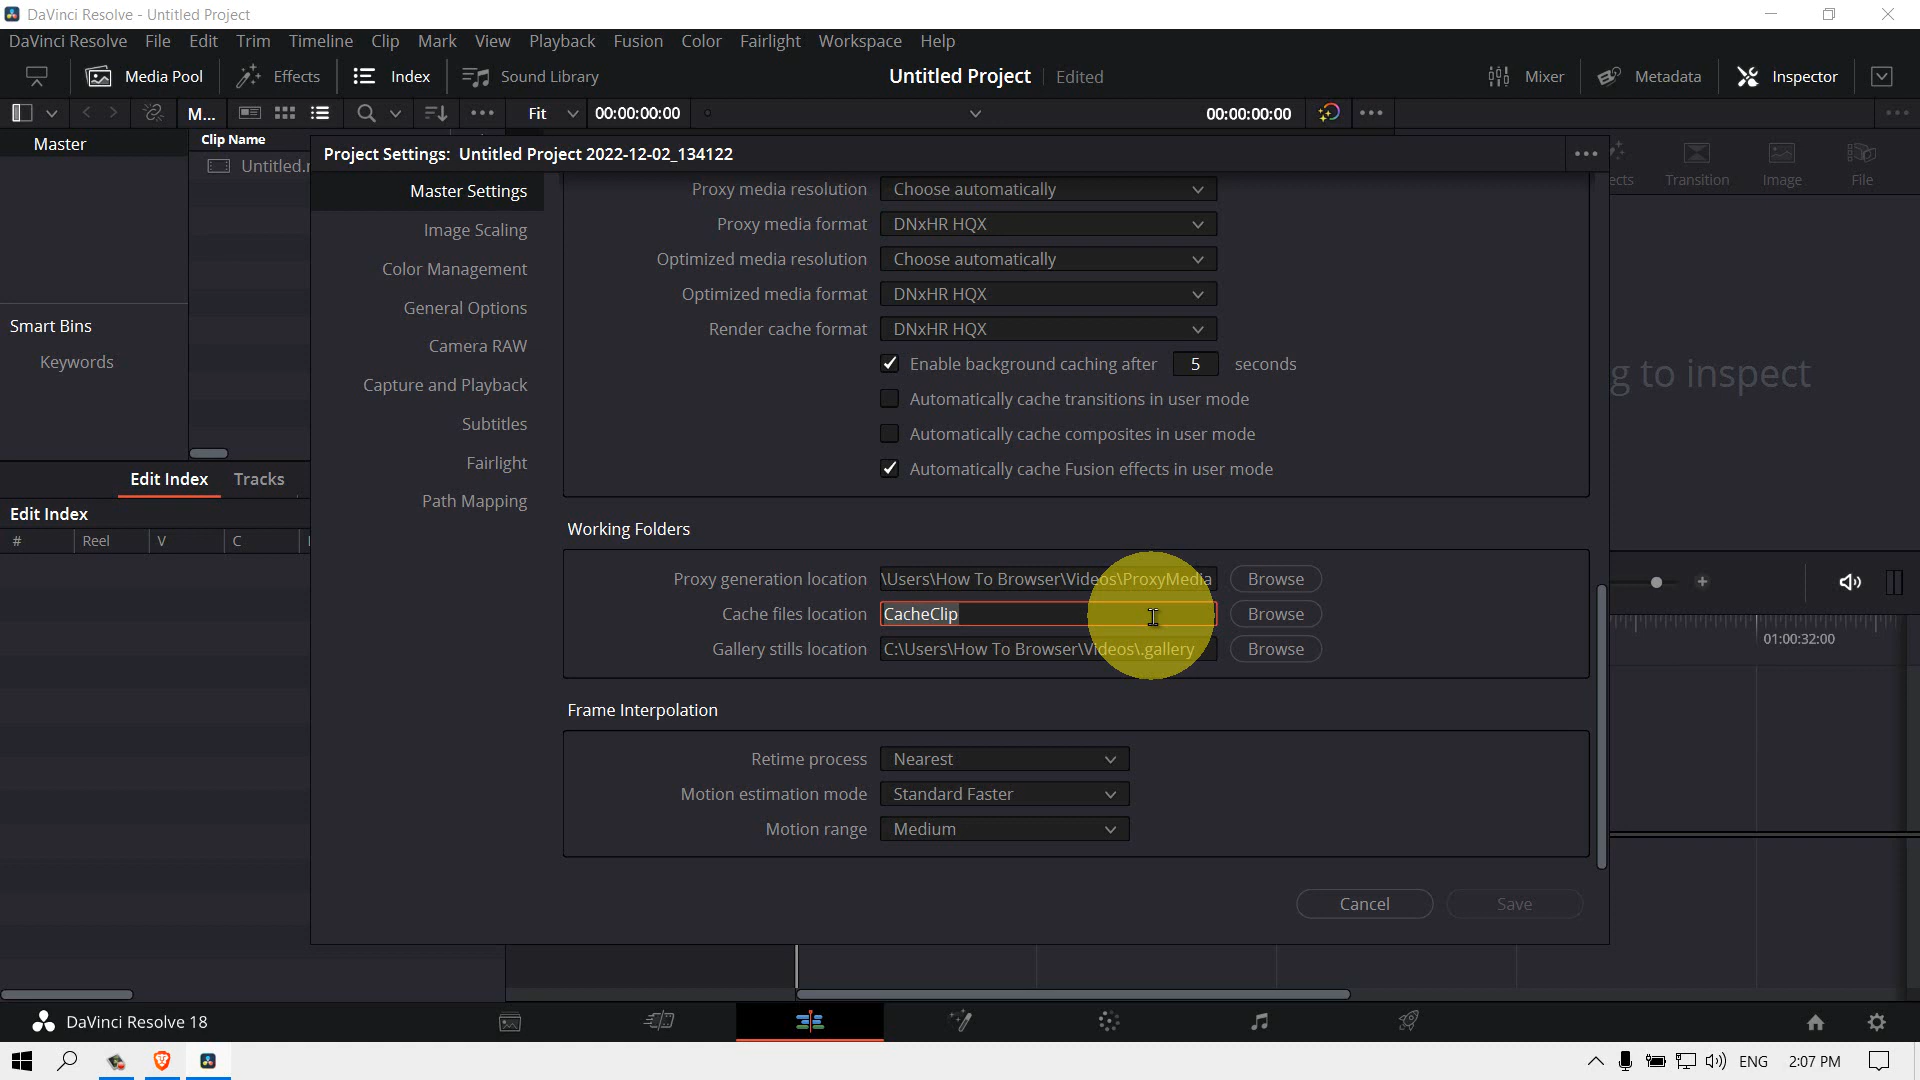 DaVinci Resolve - Untitled Project
DaVinci Resolve File Edit Trim Timeline Clip Mark View Playback Fusion Color Fairlight Workspace Help
Media Pool Effects Index Sound Library Untitled Project Edited Mixer Metadata Inspector
M... Fit 00:00:00:00 00:00:00:00
Master Clip Name
Untitled.
Project Settings: Untitled Project 2022-12-02_134122
ects Transition Image File
Master Settings
Image Scaling
Color Management
General Options
Camera RAW
Capture and Playback
Subtitles
Fairlight
Path Mapping
Smart Bins
Keywords
Proxy media resolution Choose automatically
Proxy media format DNxHR HQX
Optimized media resolution Choose automatically
Optimized media format DNxHR HQX
Render cache format DNxHR HQX
Enable background caching after 5 seconds
Automatically cache transitions in user mode
Automatically cache composites in user mode
Automatically cache Fusion effects in user mode
g to inspect
Edit Index Tracks
Edit Index
# Reel V C
Working Folders
Proxy generation location \Users\How To Browser\Videos\ProxyMedia Browse
Cache files location CacheClip Browse
Gallery stills location C:\Users\How To Browser\Videos\.gallery Browse
01:00:32:00
Frame Interpolation
Retime process Nearest
Motion estimation mode Standard Faster
Motion range Medium
Cancel Save
DaVinci Resolve 18
ENG 2:07 PM